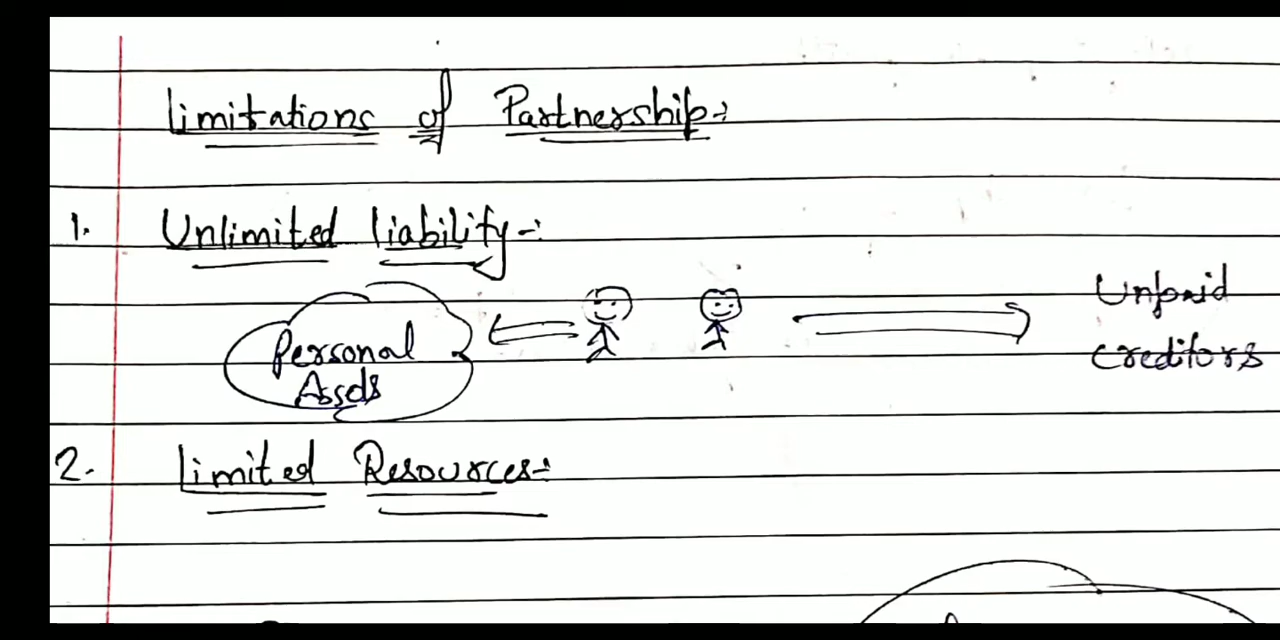 Limitations of Partnership:-
1. Unlimited Liability-:
Personal
Assets
Unpaid
Creditors
2. Limited Resources-: